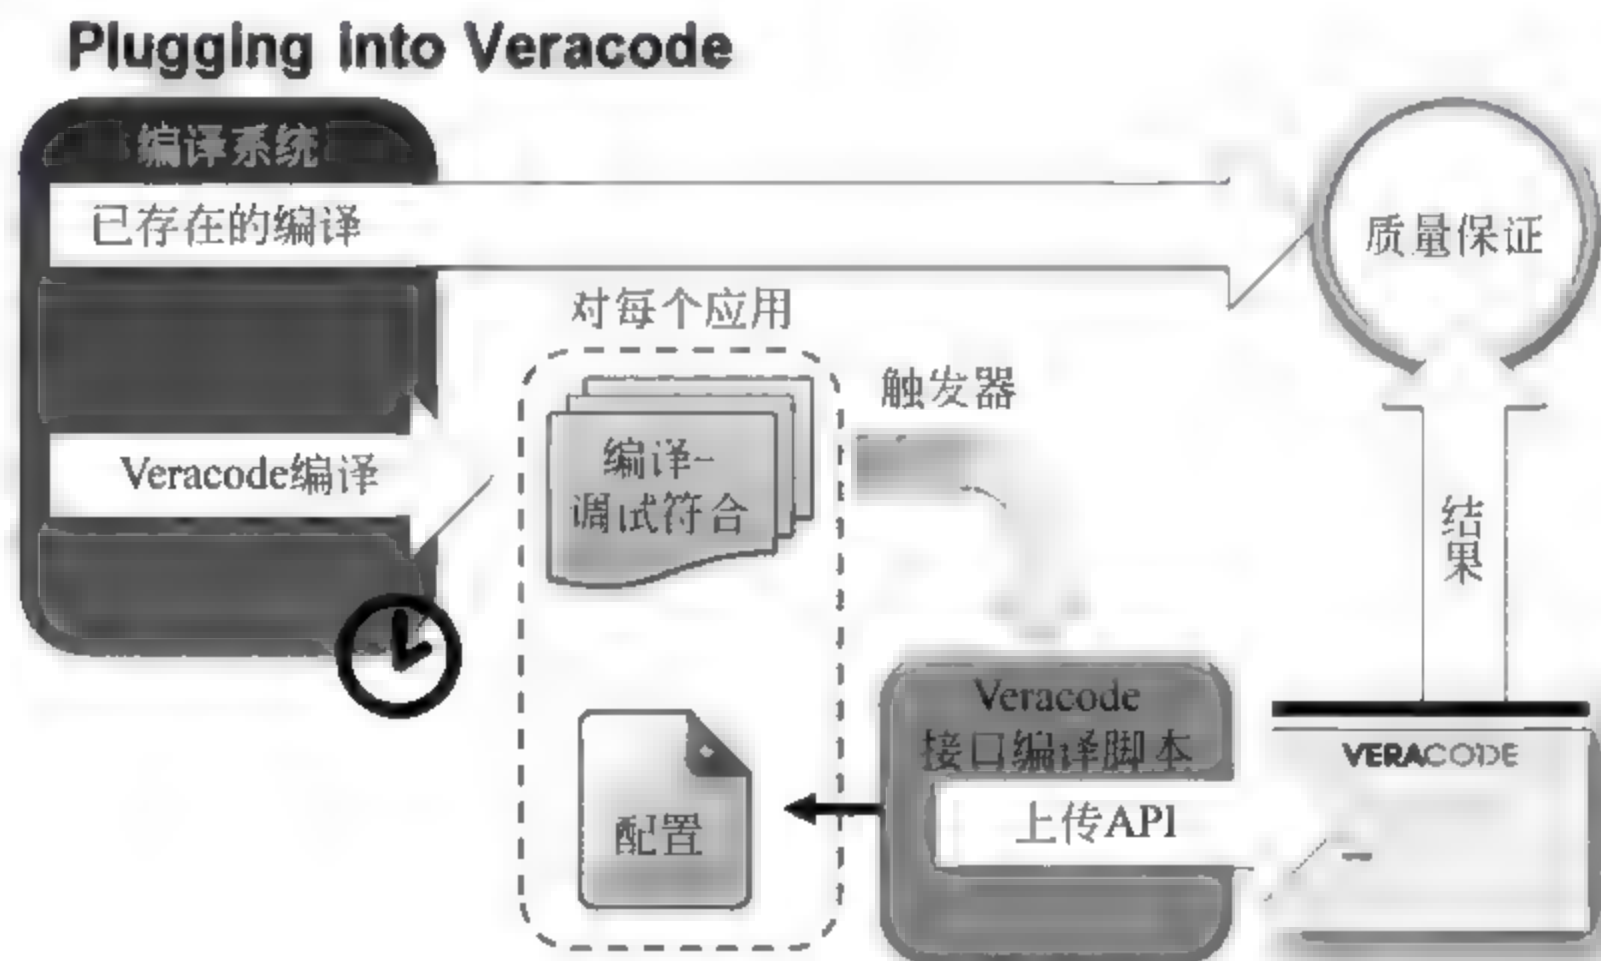 Plugging into Veracode
编译系统
已存在的编译
质量保证
对每个应用
触发器
编译-
调试符合
Veracode编译
结果
Veracode
接口编译脚本
VERACODE
上传API
配置